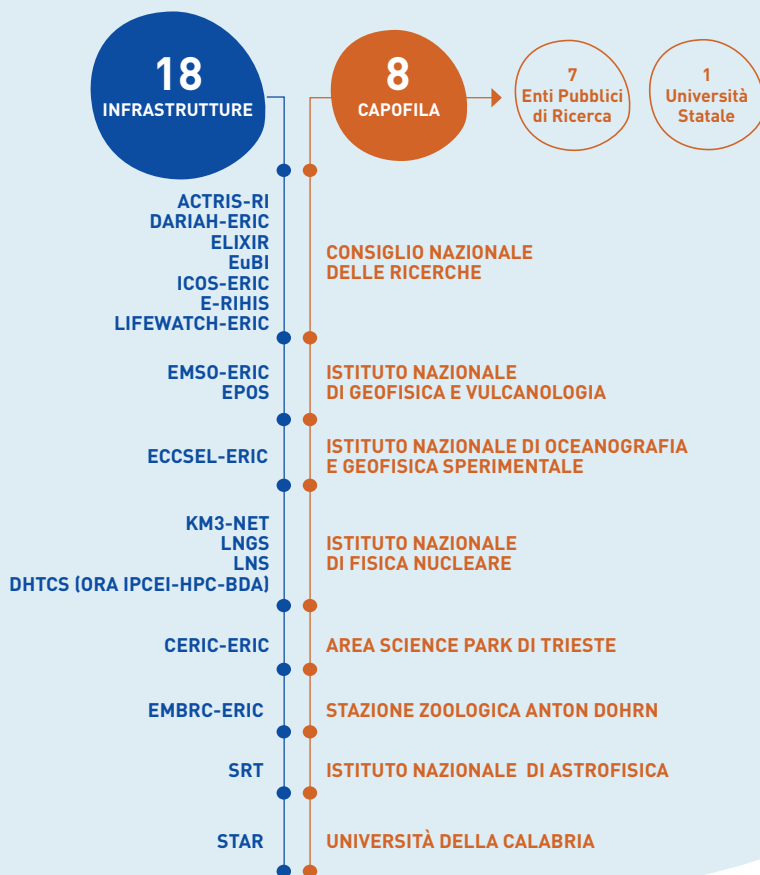 18
INFRASTRUTTURE
8
CAPOFILA
7
Enti Pubblici
di Ricerca
1
Università
Statale
ACTRIS-RI
DARIAH-ERIC
ELIXIR
EuBI
ICOS-ERIC
E-RIHIS
LIFEWATCH-ERIC
CONSIGLIO NAZIONALE
DELLE RICERCHE
EMSO-ERIC
EPOS
ISTITUTO NAZIONALE
DI GEOFISICA E VULCANOLOGIA
ECCSEL-ERIC
ISTITUTO NAZIONALE DI OCEANOGRAFIA
E GEOFISICA SPERIMENTALE
KM3-NET
LNGS
LNS
DHTCS (ORA IPCEI-HPC-BDA)
ISTITUTO NAZIONALE
DI FISICA NUCLEARE
CERIC-ERIC
AREA SCIENCE PARK DI TRIESTE
EMBRC-ERIC
STAZIONE ZOOLOGICA ANTON DOHRN
SRT
ISTITUTO NAZIONALE DI ASTROFISICA
STAR
UNIVERSITÀ DELLA CALABRIA